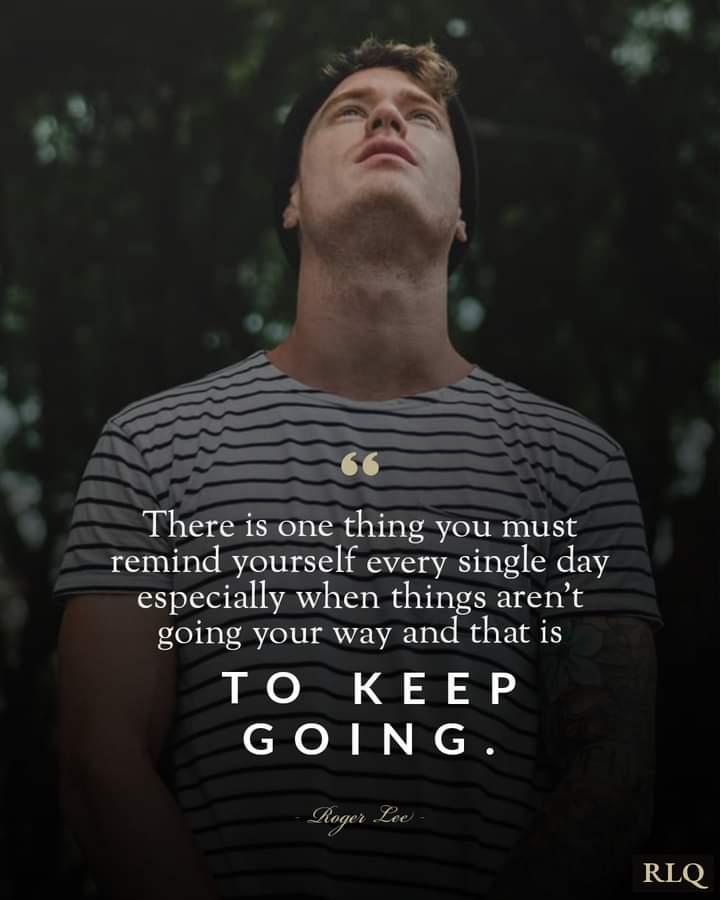 “
There is one thing you must
remind yourself every single day
especially when things aren’t
going your way and that is
TO KEEP
GOING.
- Roger Lee -
RLQ